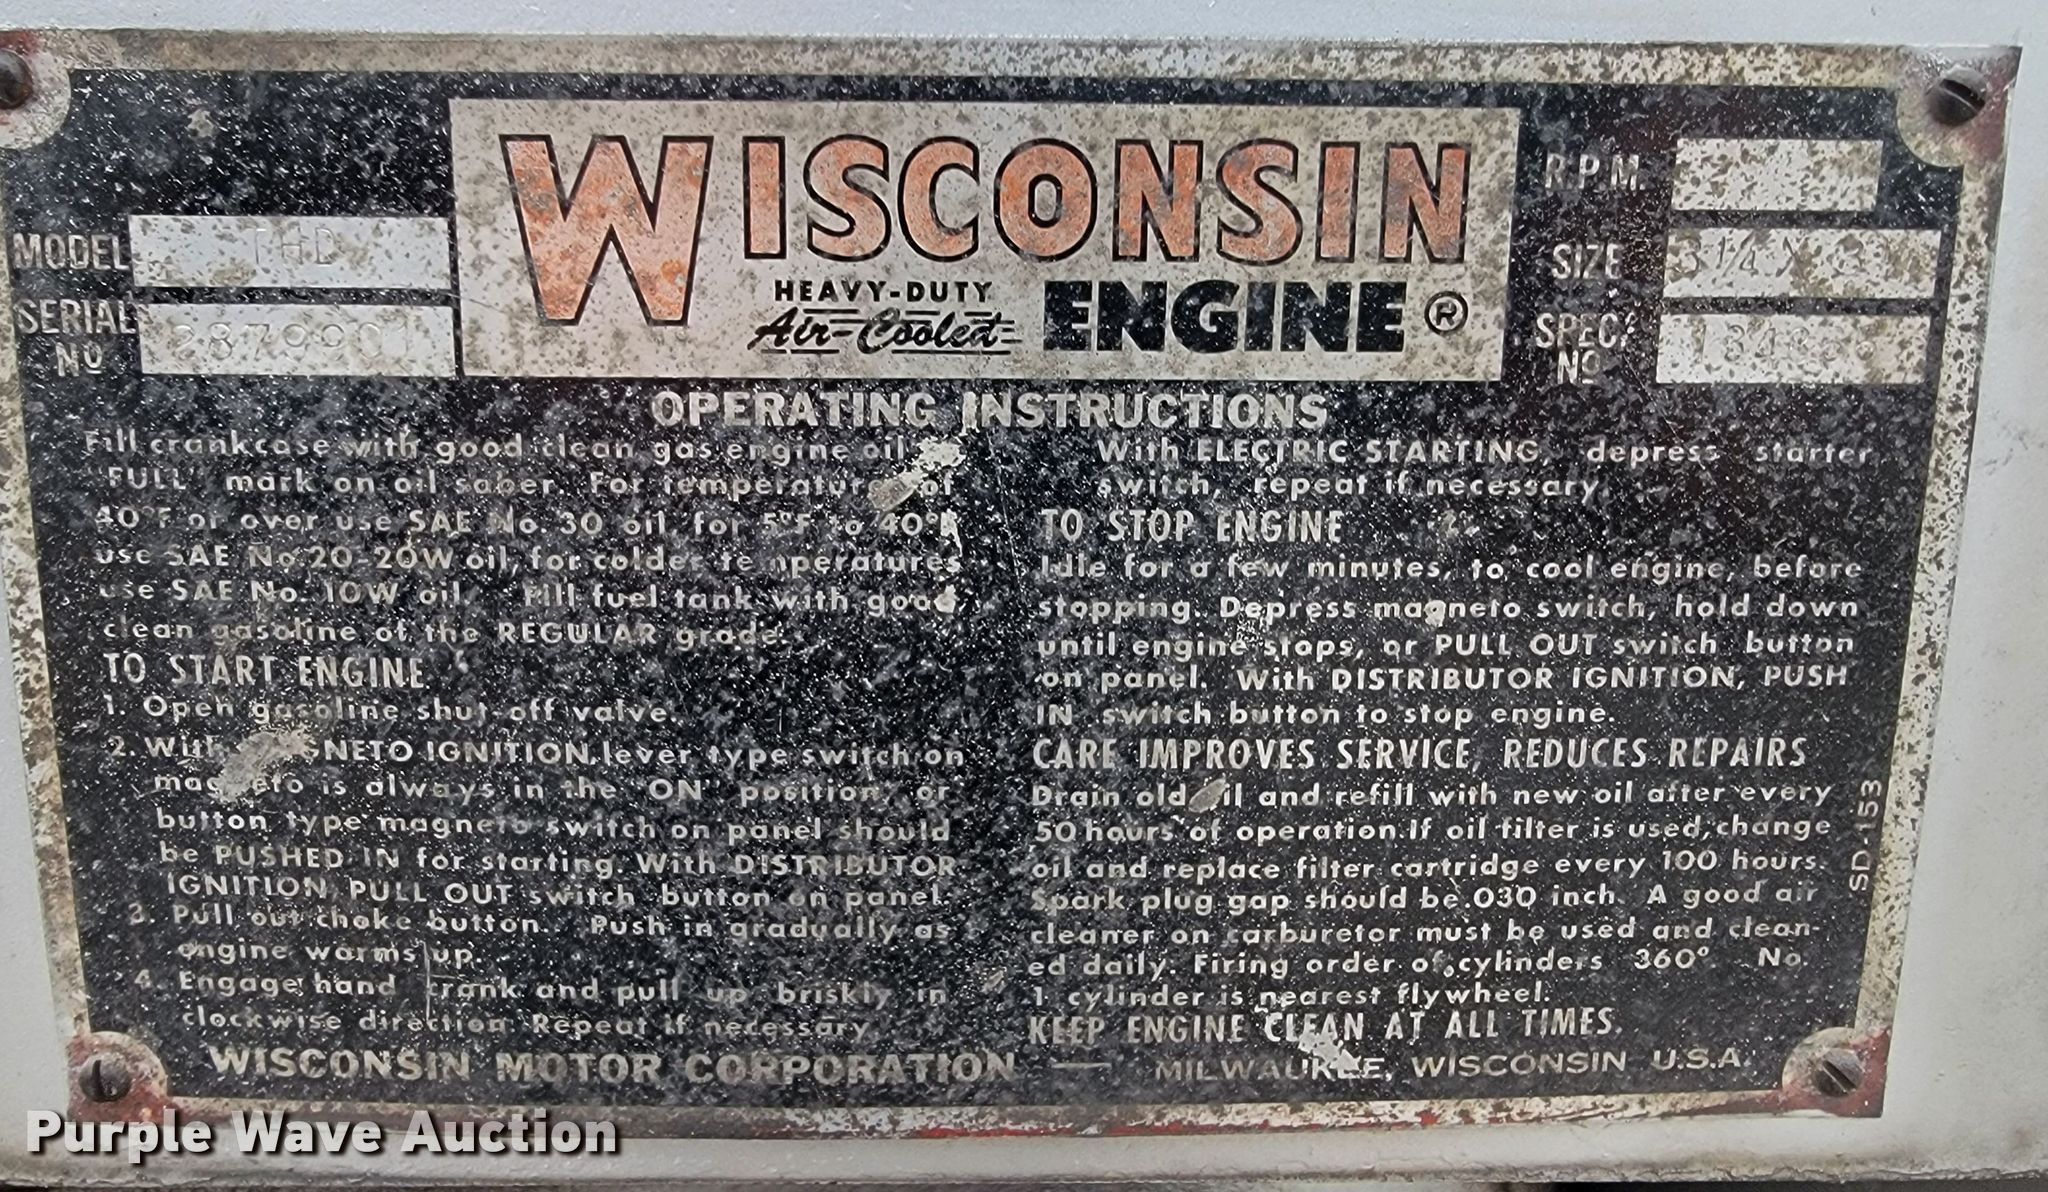 WISCONSIN
HEAVY-DUTY
Air-Cooled
ENGINE ®
MODEL THD
SERIAL
Nº 2879901
R.P.M.
SIZE 3 1/4 X
SPEC.
Nº
OPERATING INSTRUCTIONS
Fill crankcase with good clean gas engine oil
"FULL" mark on oil saber. For temperature of
40°F or over use SAE No. 30 oil, for 5°F to 40°F
use SAE No. 20-20W oil, for colder te peratures
use SAE No. 10W oil. Fill fuel tank with good
clean gasoline of the REGULAR grade.
TO START ENGINE
1. Open gasoline shut-off valve.
2. With NETO IGNITION, lever type switch on
magneto is always in the "ON" position, or
button type magneto switch on panel should
be PUSHED IN for starting. With DISTRIBUTOR
IGNITION, PULL OUT switch button on panel.
3. Pull out choke button. Push in gradually as
engine warms up.
4. Engage hand crank and pull up briskly in
clockwise direction. Repeat if necessary.
With ELECTRIC STARTING, depress starter
switch, repeat if necessary.
TO STOP ENGINE
Idle for a few minutes, to cool engine, before
stopping. Depress magneto switch, hold down
until engine stops, or PULL OUT switch button
on panel. With DISTRIBUTOR IGNITION, PUSH
IN switch button to stop engine.
CARE IMPROVES SERVICE, REDUCES REPAIRS
Drain old oil and refill with new oil after every
50 hours of operation. If oil filter is used, change
oil and replace filter cartridge every 100 hours.
Spark plug gap should be .030 inch. A good air
cleaner on carburetor must be used and clean-
ed daily. Firing order of cylinders 360°. No.
1 cylinder is nearest flywheel.
KEEP ENGINE CLEAN AT ALL TIMES.
SD-153
WISCONSIN MOTOR CORPORATION — MILWAUKEE, WISCONSIN U.S.A.
Purple Wave Auction